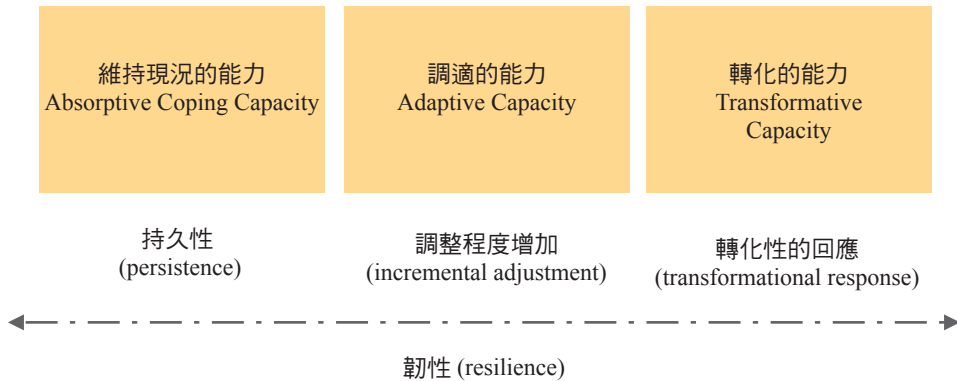 維持現況的能力
Absorptive Coping Capacity
調適的能力
Adaptive Capacity
轉化的能力
Transformative
Capacity
持久性
(persistence)
調整程度增加
(incremental adjustment)
轉化性的回應
(transformational response)
韌性 (resilience)